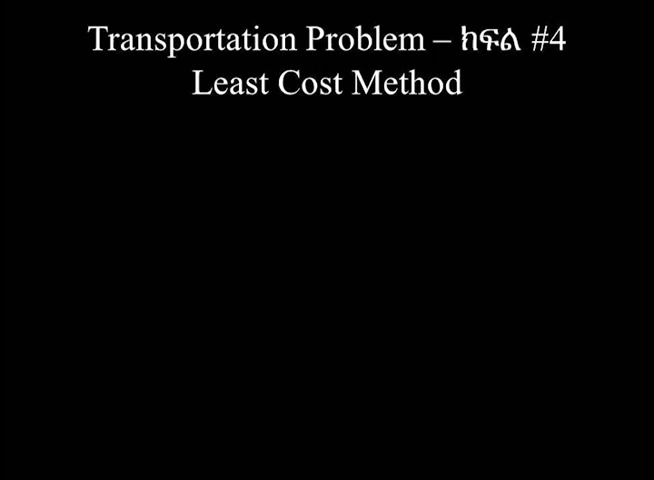 Transportation Problem – ክፍል #4
Least Cost Method